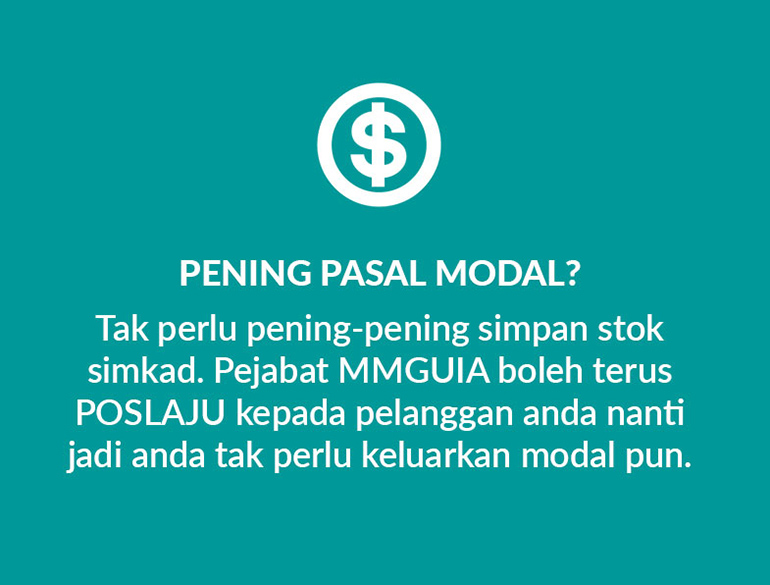 $
PENING PASAL MODAL?
Tak perlu pening-pening simpan stok
simkad. Pejabat MMGUIA boleh terus
POSLAJU kepada pelanggan anda nanti
jadi anda tak perlu keluarkan modal pun.